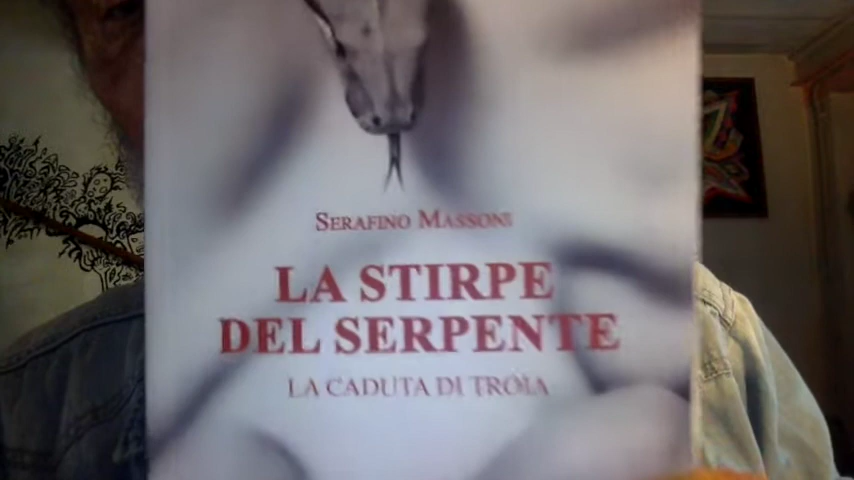 SERAFINO MASSONI
LA STIRPE
DEL SERPENTE
LA CADUTA DI TROIA